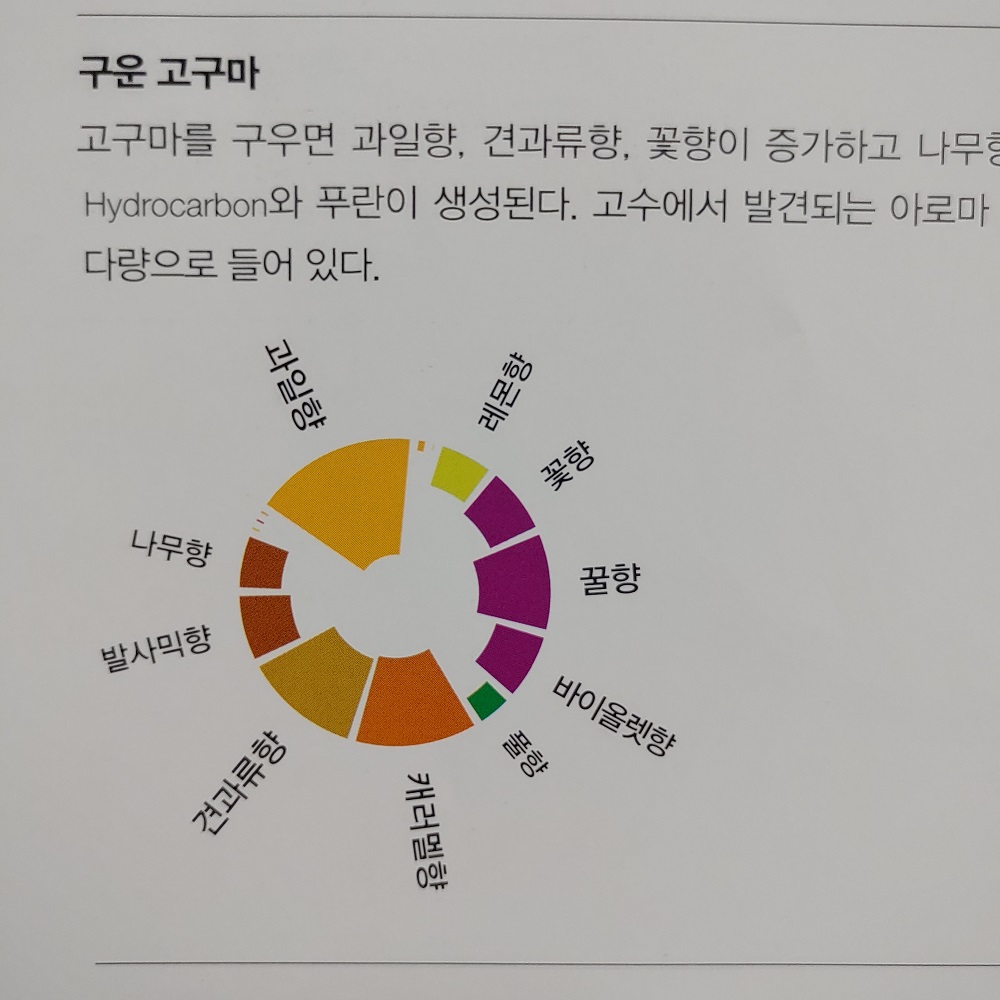 구운 고구마
고구마를 구우면 과일향, 견과류향, 꽃향이 증가하고
Hydrocarbon와 푸란이 생성된다. 고수에서 발견되는 아로마
다량으로 들어 있다.
과일향
레몬향
꽃향
꿀향
바이올렛향
풀향
캐러멜향
견과류향
발사믹향
나무향